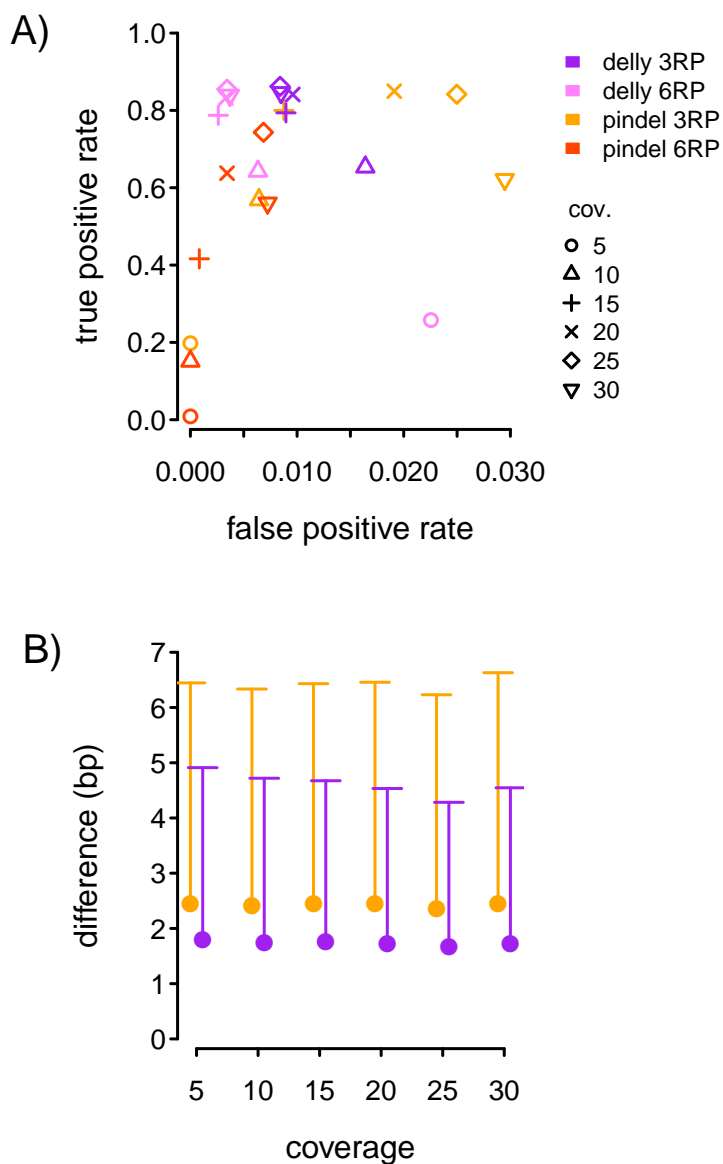 A)
true positive rate
1.0
0.8
0.6
0.4
0.2
0.0
0.000 0.010 0.020 0.030
false positive rate
delly 3RP
delly 6RP
pindel 3RP
pindel 6RP
cov.
5
10
15
20
25
30
B)
difference (bp)
7
6
5
4
3
2
1
0
5 10 15 20 25 30
coverage